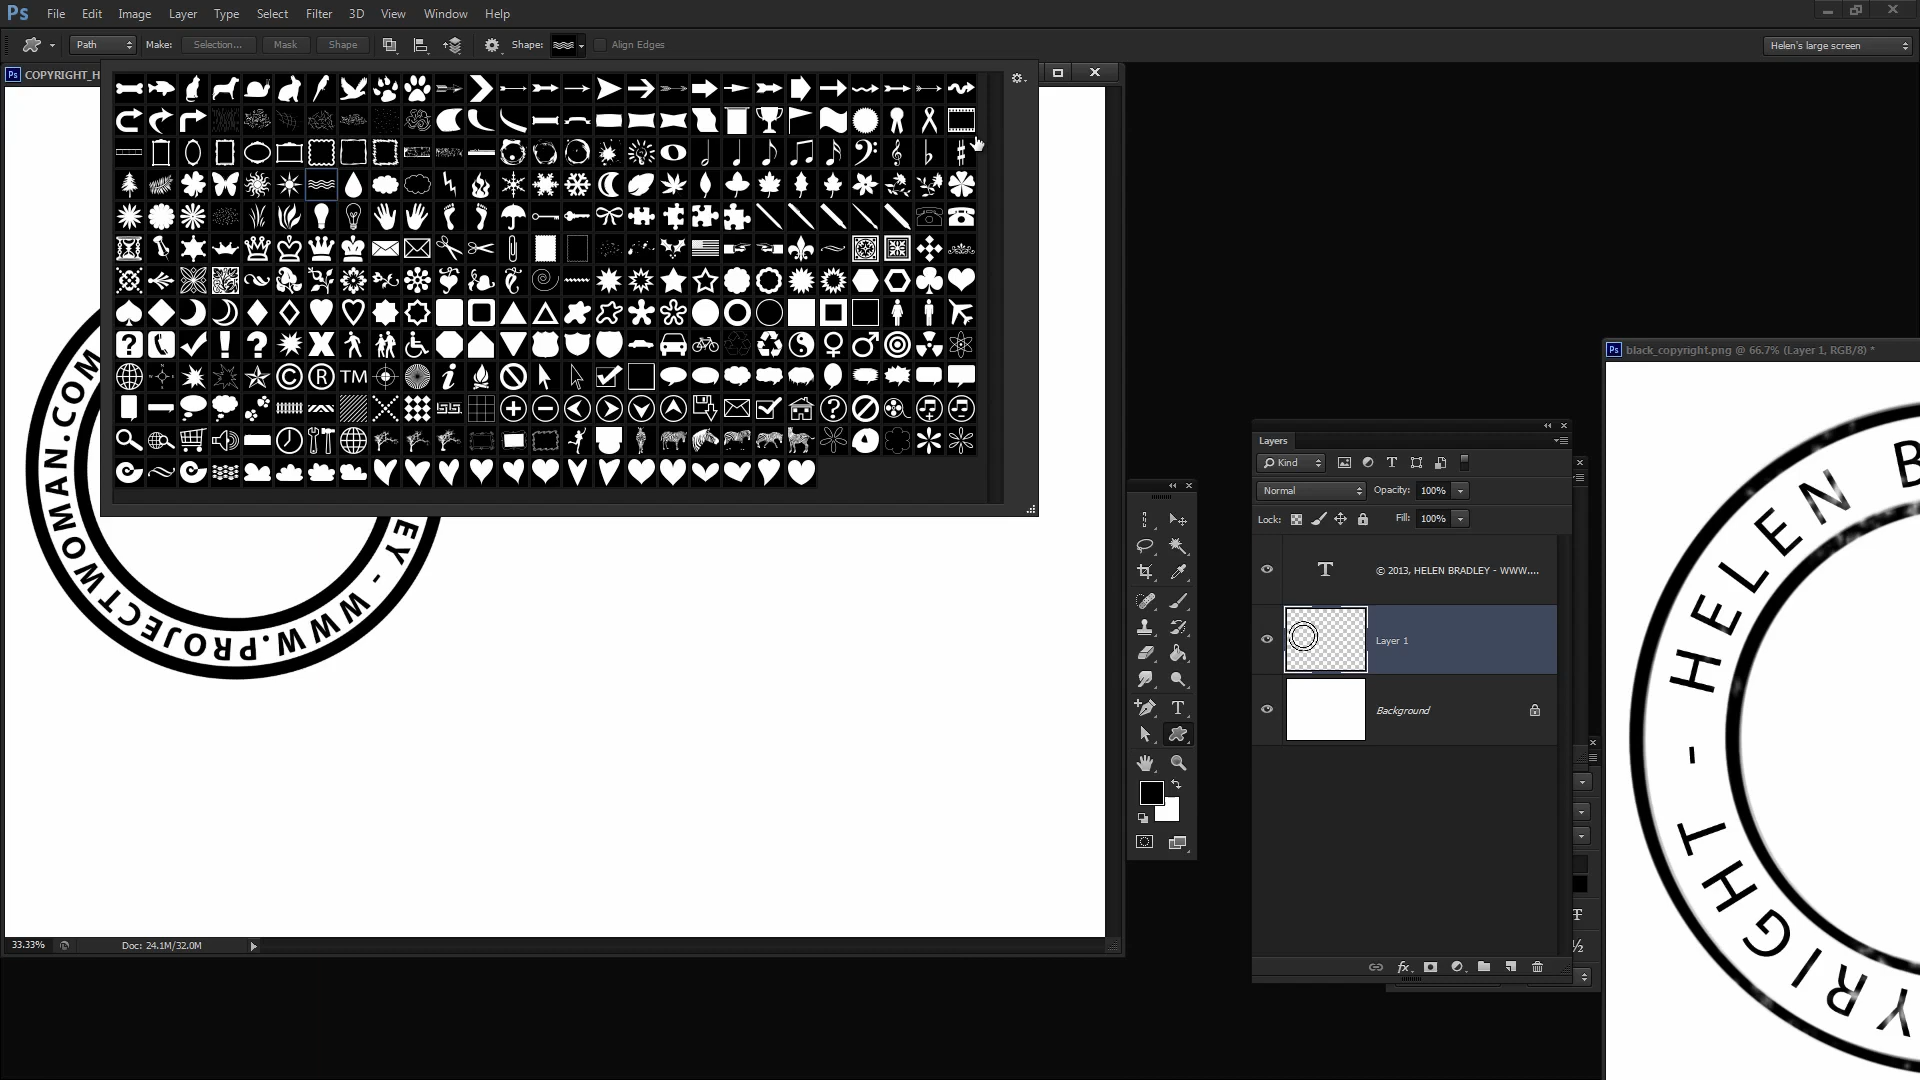 Ps File Edit Image Layer Type Select Filter 3D View Window Help
Path Make: Selection... Mask Shape Shape: Align Edges Helen's large screen
Ps COPYRIGHT_H
TM
Ps black_copyright.png @ 66.7% (Layer 1, RGB/8) *
Layers
Kind
Normal Opacity: 100%
Lock: Fill: 100%
© 2013, HELEN BRADLEY - WWW....
Layer 1
Background
EY - WWW.PROJECTWOMAN.COM
YRIGHT - HELEN B
33.33% Doc: 24.1M/32.0M